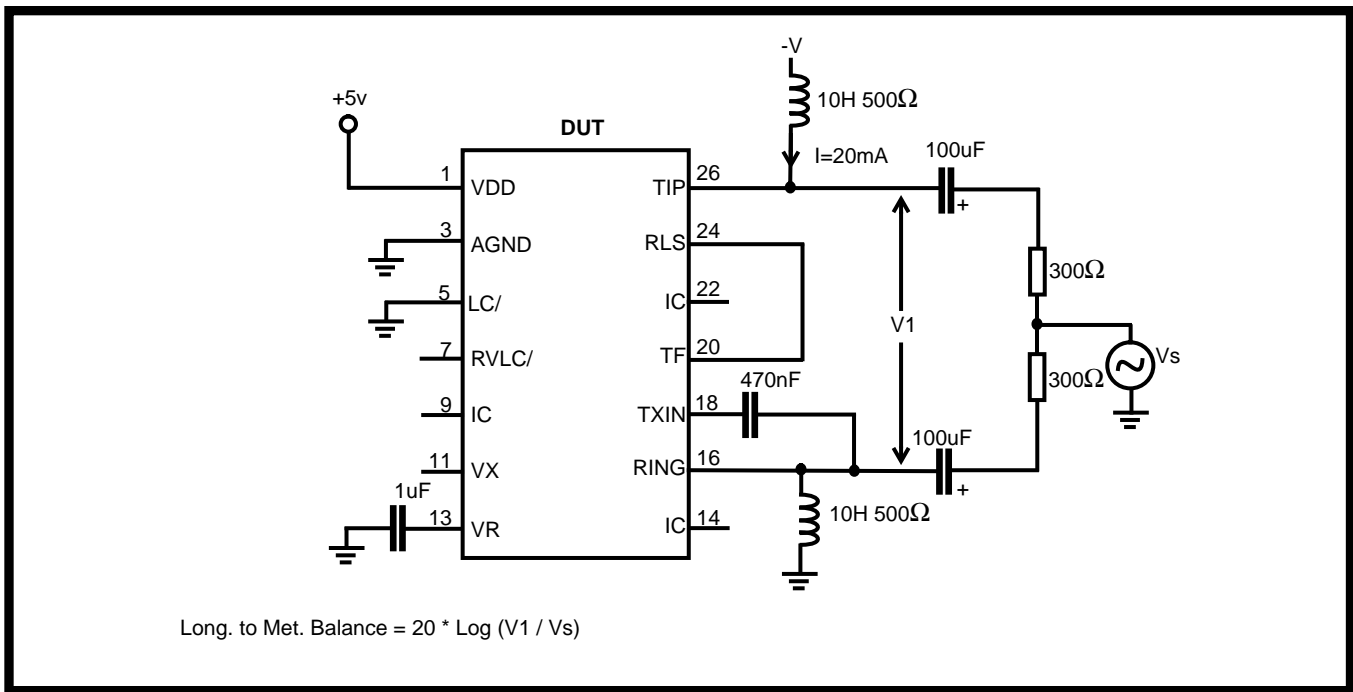 -V
10H 500Ω
+5v
DUT
I=20mA
100uF
1 VDD TIP 26
+
3 AGND RLS 24
300Ω
5 LC/ IC 22
V1
7 RVLC/ TF 20
Vs
470nF
300Ω
9 IC TXIN 18
100uF
11 VX RING 16
+
1uF
10H 500Ω
13 VR IC 14
Long. to Met. Balance = 20 * Log (V1 / Vs)